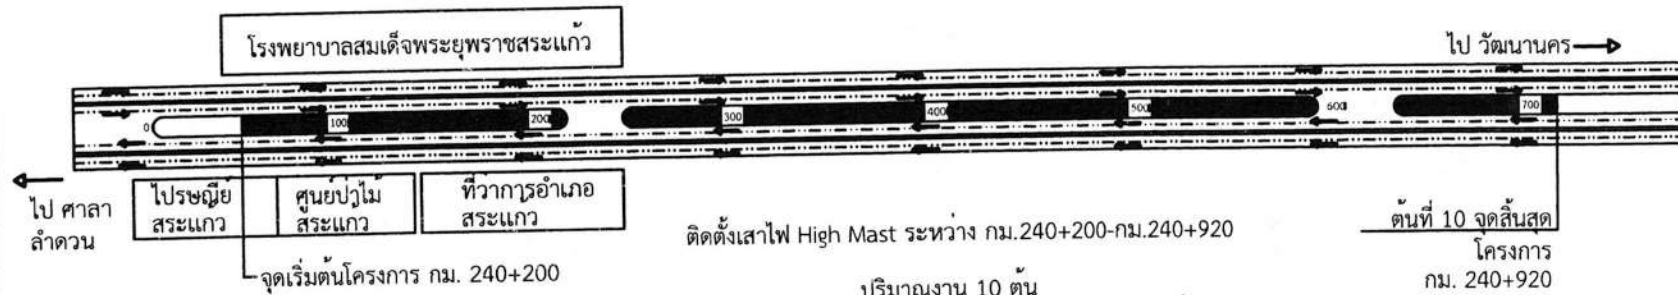 โรงพยาบาลสมเด็จพระยุพราชสระแก้ว
ไป วัฒนานคร
0
100
200
300
400
500
600
700
ไป ศาลา
ลำดวน
ไปรษณีย์
สระแก้ว
ศูนย์ป่าไม้
สระแก้ว
ที่ว่าการอำเภอ
สระแก้ว
ติดตั้งเสาไฟ High Mast ระหว่าง กม.240+200-กม.240+920
ต้นที่ 10 จุดสิ้นสุด
โครงการ
กม. 240+920
จุดเริ่มต้นโครงการ กม. 240+200
ปริมาณงาน 10 ต้น